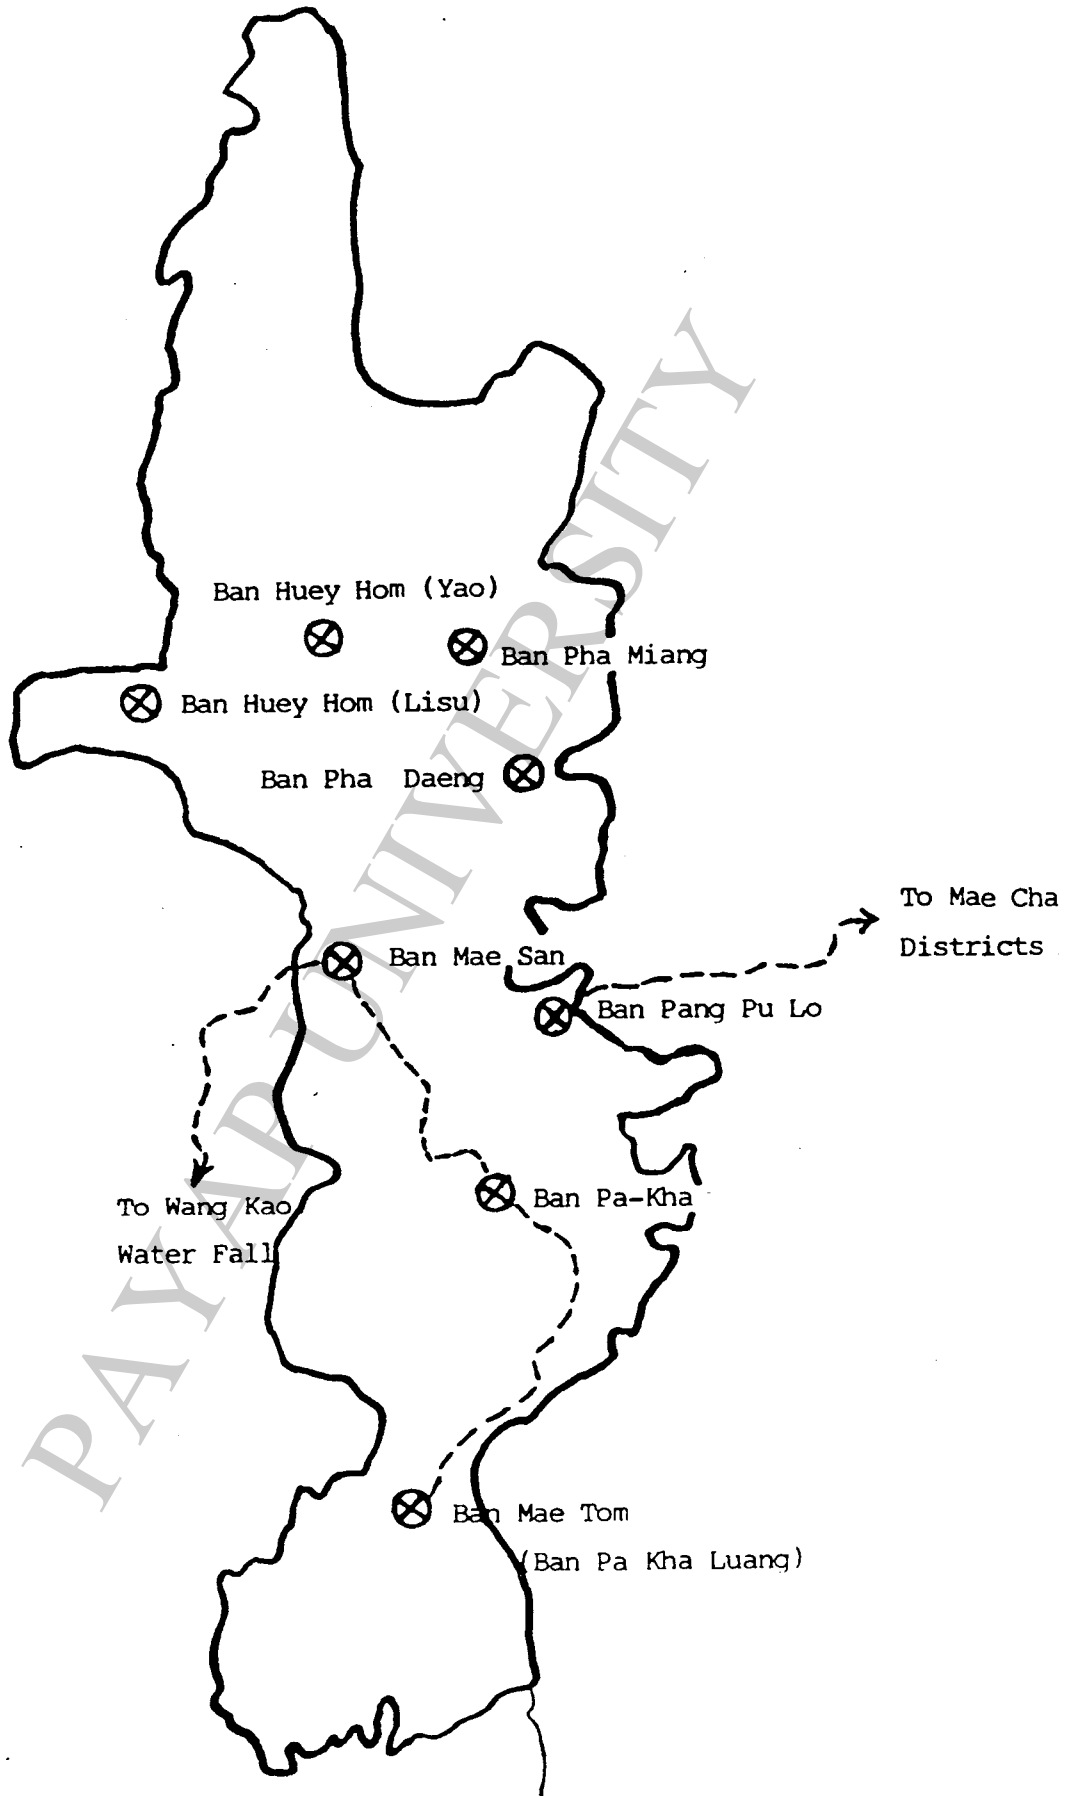 Ban Huey Hom (Yao)
Ban Pha Miang
Ban Huey Hom (Lisu)
Ban Pha Daeng
To Mae Cha
Districts
Ban Mae San
Ban Pang Pu Lo
Ban Pa-Kha
To Wang Kao
Water Fall
Ban Mae Tom
(Ban Pa Kha Luang)
PAYAP UNIVERSITY